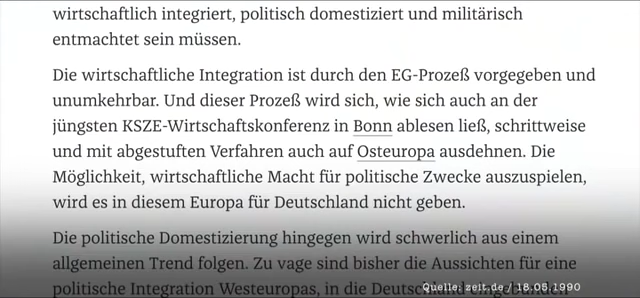 wirtschaftlich integriert, politisch domestiziert und militärisch
entmachtet sein müssen.
Die wirtschaftliche Integration ist durch den EG-Prozeß vorgegeben und
unumkehrbar. Und dieser Prozeß wird sich, wie sich auch an der
jüngsten KSZE-Wirtschaftskonferenz in Bonn ablesen ließ, schrittweise
und mit abgestuften Verfahren auch auf Osteuropa ausdehnen. Die
Möglichkeit, wirtschaftliche Macht für politische Zwecke auszuspielen,
wird es in diesem Europa für Deutschland nicht geben.
Die politische Domestizierung hingegen wird schwerlich aus einem
allgemeinen Trend folgen. Zu vage sind bisher die Aussichten für eine
politische Integration Westeuropas, in die Deutschland
Quelle: zeit.de / 18.05.1990